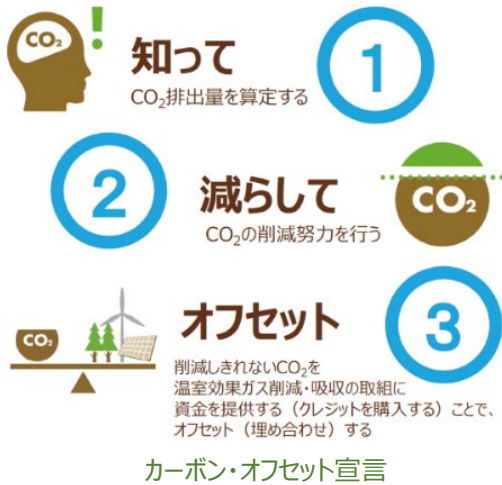 CO₂ !
知って
CO₂排出量を算定する
1
2
減らして
CO₂の削減努力を行う
CO₂
オフセット
3
CO₂
削減しきれないCO₂を
温室効果ガス削減・吸収の取組に
資金を提供する（クレジットを購入する）ことで、
オフセット（埋め合わせ）する
カーボン・オフセット宣言